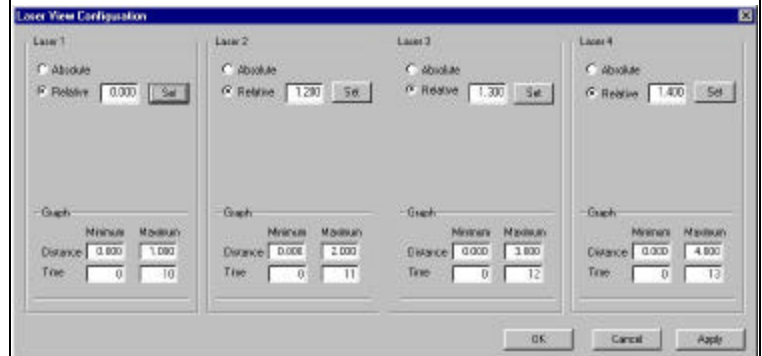 Laser View Configuration
Laser 1
Absolute
Relative 0.000 Set
Graph
Minimum Maximum
Distance 0.000 1.000
Time 0 10
Laser 2
Absolute
Relative 1.200 Set
Graph
Minimum Maximum
Distance 0.000 2.000
Time 0 11
Laser 3
Absolute
Relative 1.300 Set
Graph
Minimum Maximum
Distance 0.000 3.000
Time 0 12
Laser 4
Absolute
Relative 1.400 Set
Graph
Minimum Maximum
Distance 0.000 4.000
Time 0 13
OK Cancel Apply